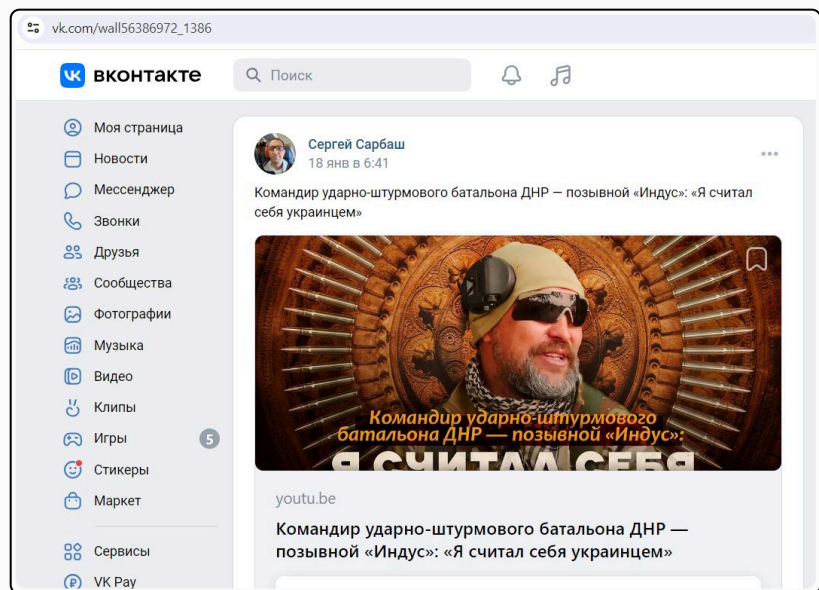 vk.com/wall56386972_1386
вконтакте
Поиск
Моя страница
Новости
Мессенджер
Звонки
Друзья
Сообщества
Фотографии
Музыка
Видео
Клипы
Игры
5
Стикеры
Маркет
Сервисы
VK Pay
Сергей Сарбаш
18 янв в 6:41
Командир ударно-штурмового батальона ДНР — позывной «Индус»: «Я считал
себя украинцем»
Командир ударно-штурмового
батальона ДНР — позывной «Индус»:
Я СЧИТАЛ СЕБЯ
youtu.be
Командир ударно-штурмового батальона ДНР —
позывной «Индус»: «Я считал себя украинцем»